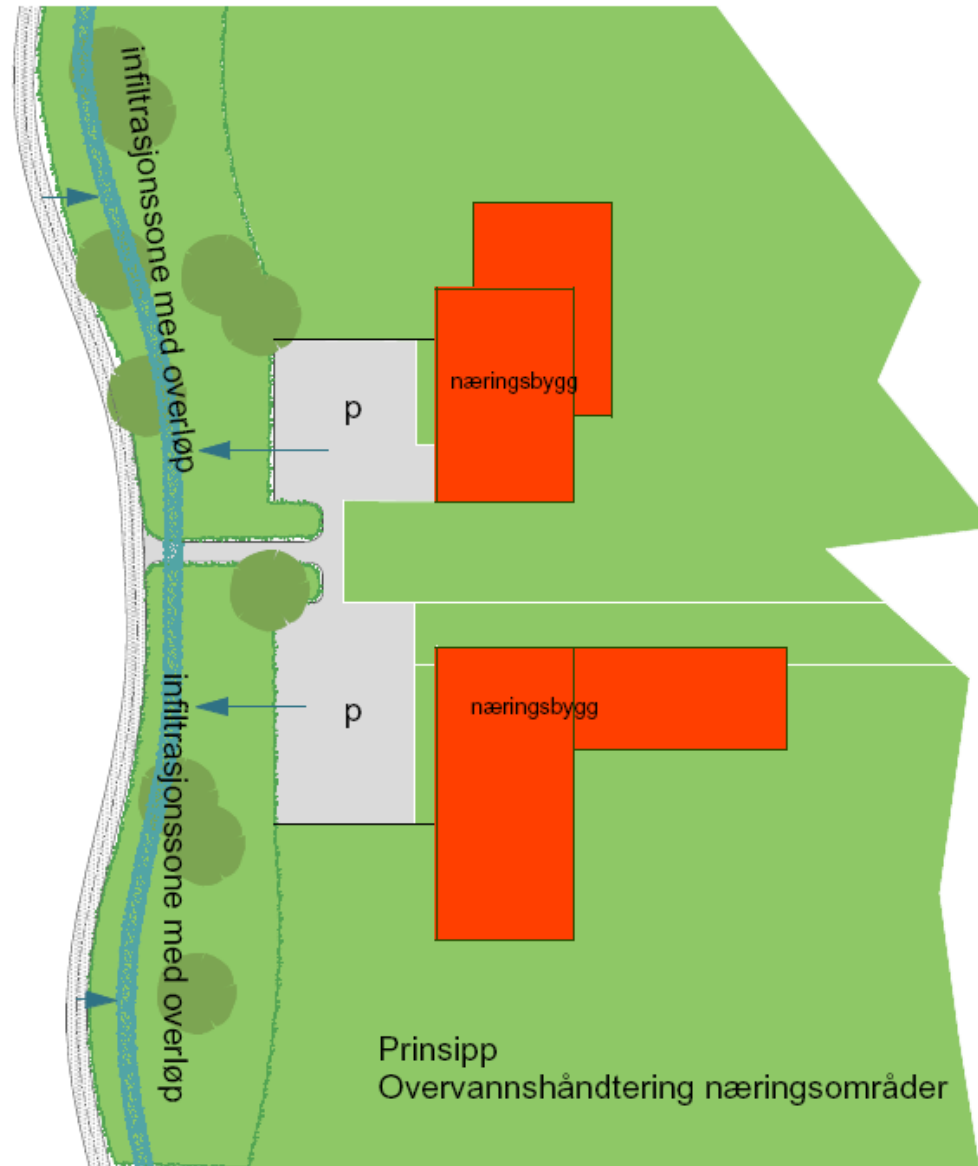 infiltrasjonssone med overløp
næringsbygg
p
næringsbygg
p
infiltrasjonssone med overløp
Prinsipp
Overvannshåndtering næringsområder